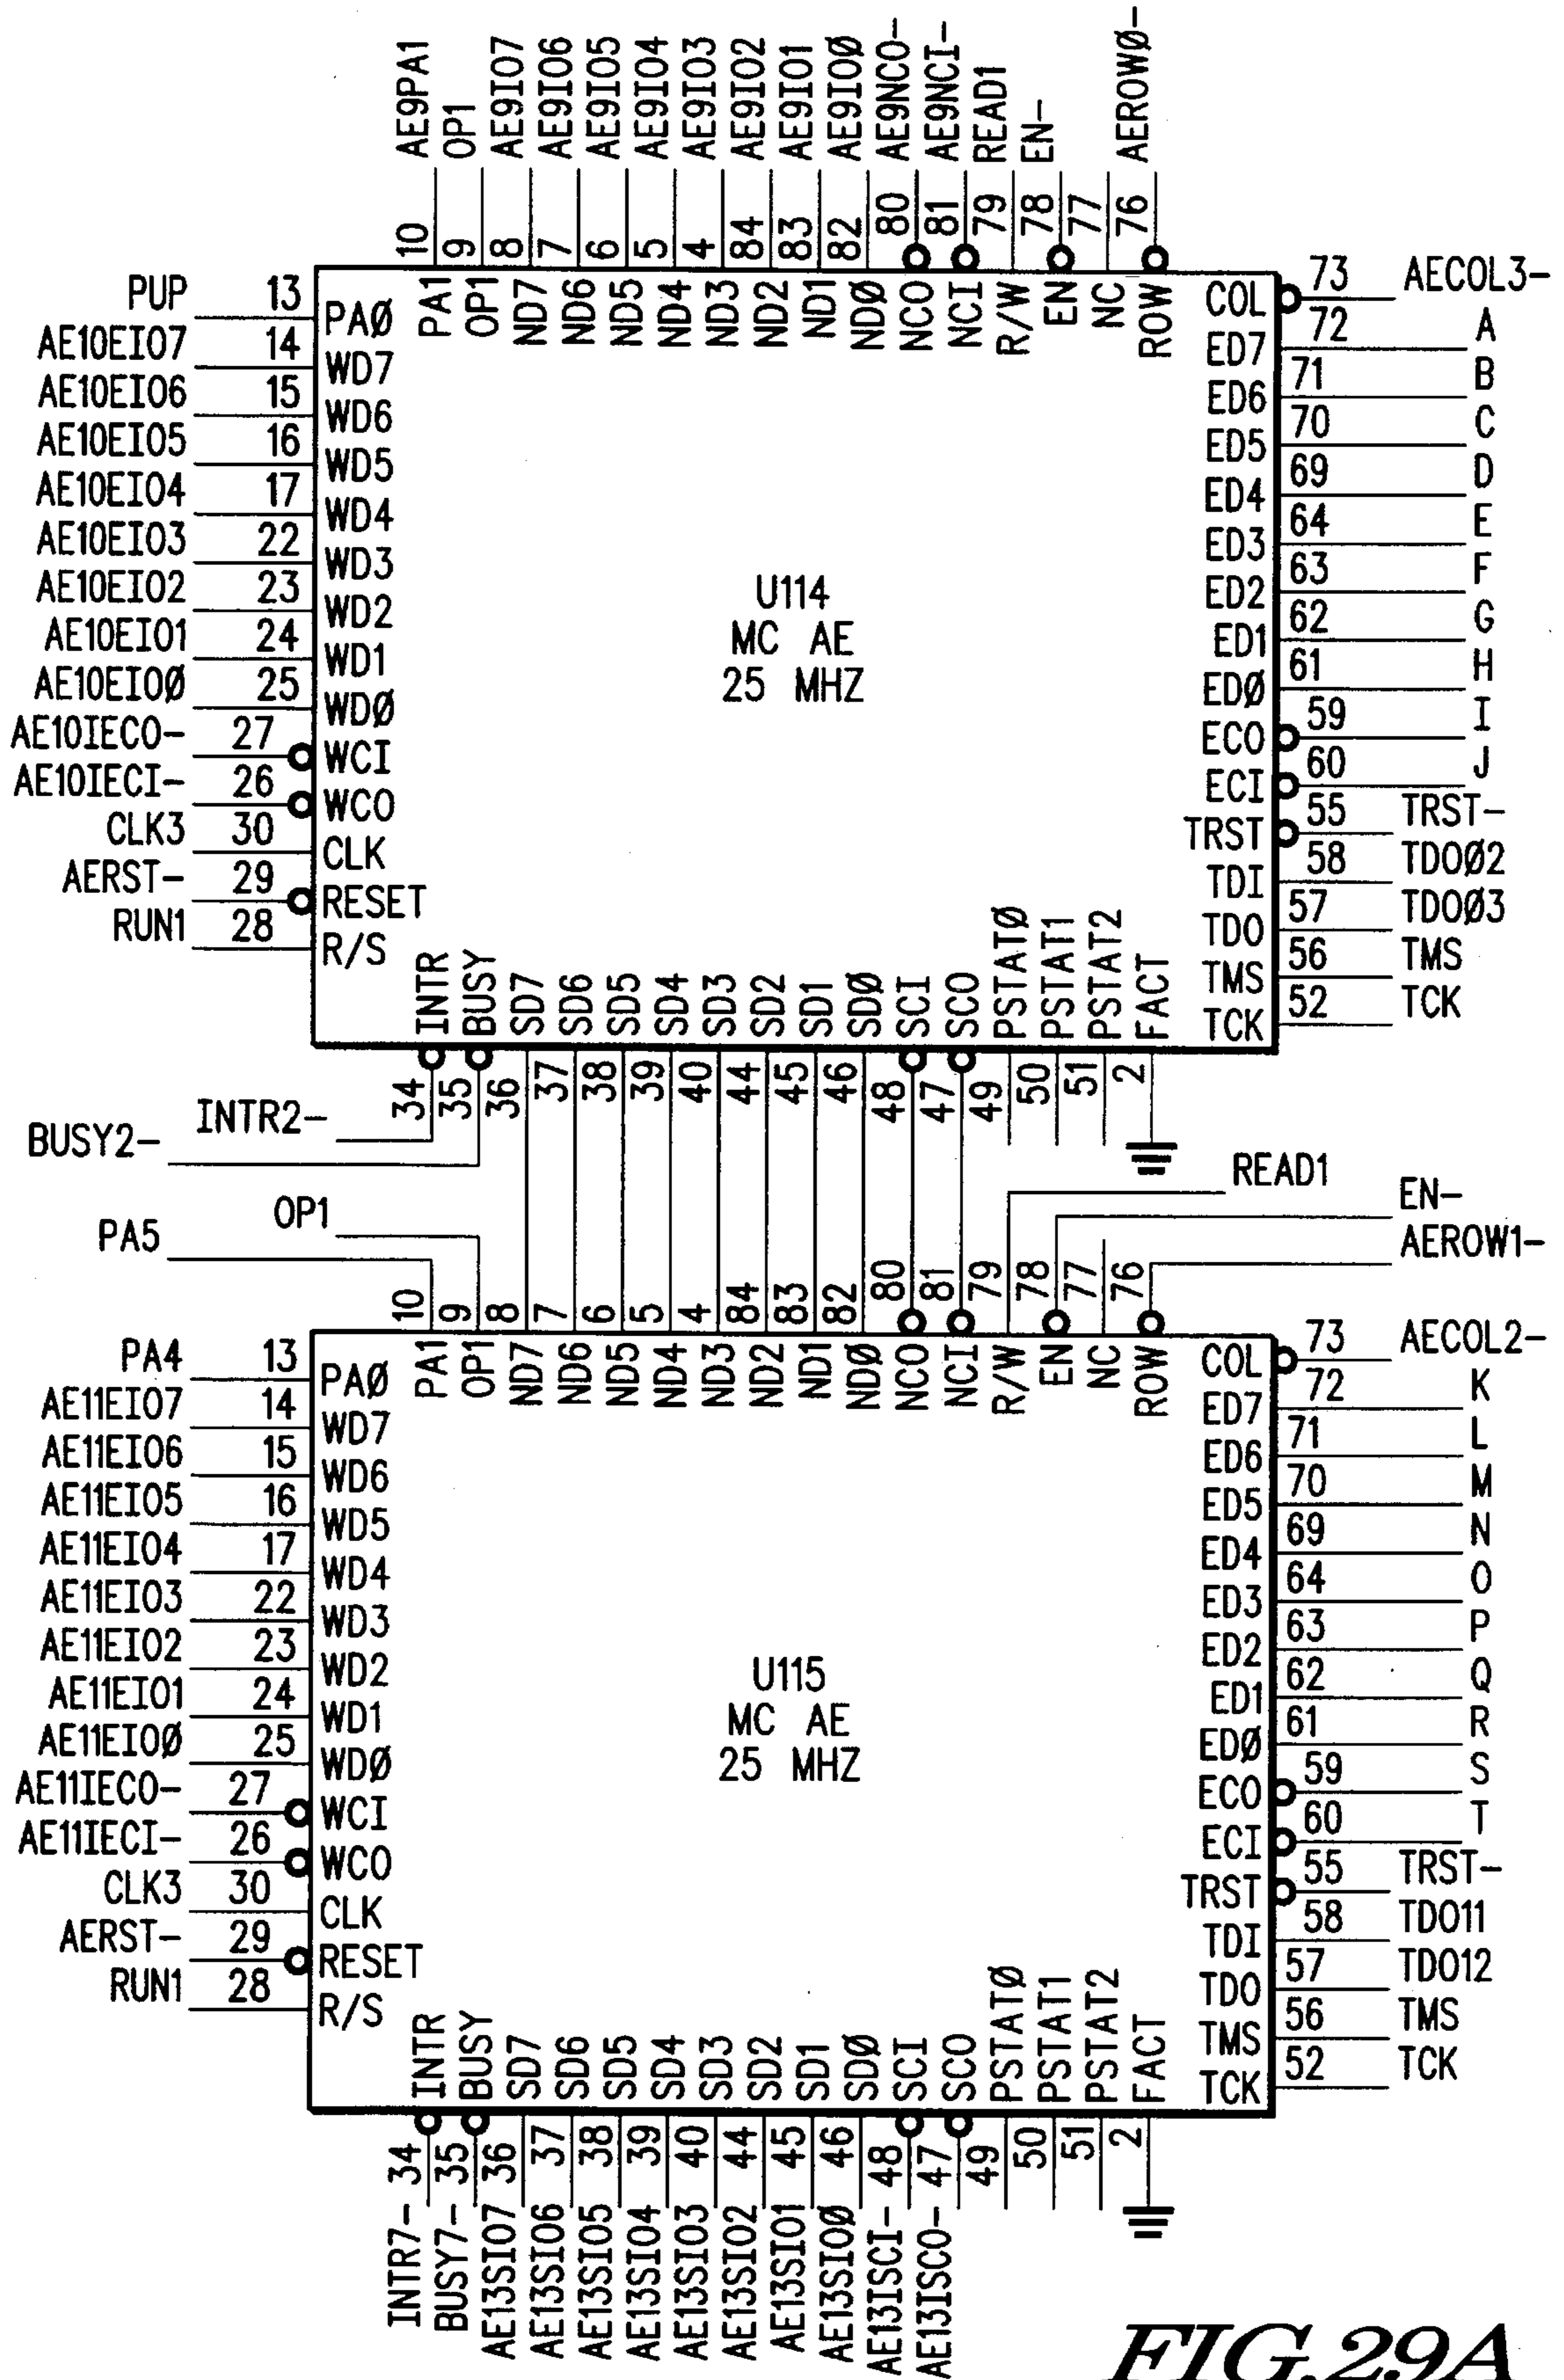 AE9PA1
OP1
AE9IO7
AE9IO6
AE9IO5
AE9IO4
AE9IO3
AE9IO2
AE9IO1
AE9IOØ
AE9NCO-
AE9NCI-
READ1
EN-
AEROWØ-
10 9 8 7 6 5 4 84 83 82 80 81 79 78 77 76
PA1 OP1 ND7 ND6 ND5 ND4 ND3 ND2 ND1 NDØ NCO NCI R/W EN NC ROW
PUP 13 PAØ
AE10EIO7 14 WD7
AE10EIO6 15 WD6
AE10EIO5 16 WD5
AE10EIO4 17 WD4
AE10EIO3 22 WD3
AE10EIO2 23 WD2
AE10EIO1 24 WD1
AE10EIOØ 25 WDØ
AE10IECO- 27 WCI
AE10IECI- 26 WCO
CLK3 30 CLK
AERST- 29 RESET
RUN1 28 R/S
U114
MC AE
25 MHZ
COL 73 AECOL3-
ED7 72 A
ED6 71 B
ED5 70 C
ED4 69 D
ED3 64 E
ED2 63 F
ED1 62 G
EDØ 61 H
ECO 59 I
ECI 60 J
TRST 55 TRST-
TDI 58 TDOØ2
TDO 57 TDOØ3
TMS 56 TMS
TCK 52 TCK
INTR BUSY SD7 SD6 SD5 SD4 SD3 SD2 SD1 SDØ SCI SCO PSTATØ PSTAT1 PSTAT2 FACT
34 35 36 37 38 39 40 44 45 46 48 47 49 50 51 2
INTR2-
BUSY2-
READ1
EN-
AEROW1-
OP1
PA5
10 9 8 7 6 5 4 84 83 82 80 81 79 78 77 76
PA1 OP1 ND7 ND6 ND5 ND4 ND3 ND2 ND1 NDØ NCO NCI R/W EN NC ROW
PA4 13 PAØ
AE11EIO7 14 WD7
AE11EIO6 15 WD6
AE11EIO5 16 WD5
AE11EIO4 17 WD4
AE11EIO3 22 WD3
AE11EIO2 23 WD2
AE11EIO1 24 WD1
AE11EIOØ 25 WDØ
AE11IECO- 27 WCI
AE11IECI- 26 WCO
CLK3 30 CLK
AERST- 29 RESET
RUN1 28 R/S
U115
MC AE
25 MHZ
COL 73 AECOL2-
ED7 72 K
ED6 71 L
ED5 70 M
ED4 69 N
ED3 64 O
ED2 63 P
ED1 62 Q
EDØ 61 R
ECO 59 S
ECI 60 T
TRST 55 TRST-
TDI 58 TDO11
TDO 57 TDO12
TMS 56 TMS
TCK 52 TCK
INTR BUSY SD7 SD6 SD5 SD4 SD3 SD2 SD1 SDØ SCI SCO PSTATØ PSTAT1 PSTAT2 FACT
INTR7- 34
BUSY7- 35
AE13SIO7 36
AE13SIO6 37
AE13SIO5 38
AE13SIO4 39
AE13SIO3 40
AE13SIO2 44
AE13SIO1 45
AE13SIOØ 46
AE13ISCI- 48
AE13ISCO- 47
49
50
51
2
FIG.29A